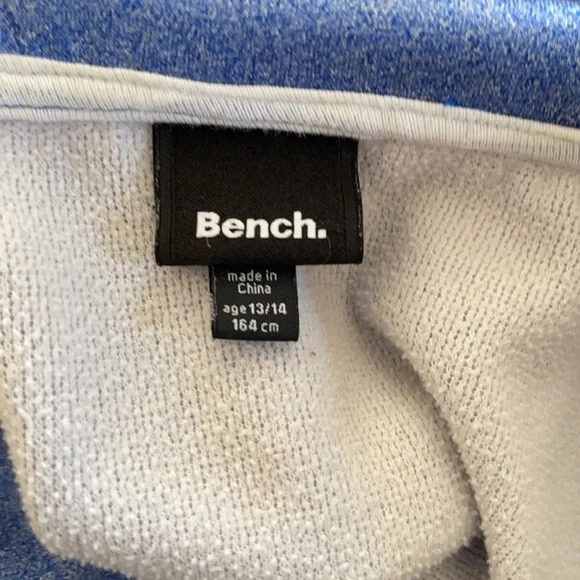 Bench.
made in
China
age 13/14
164 cm